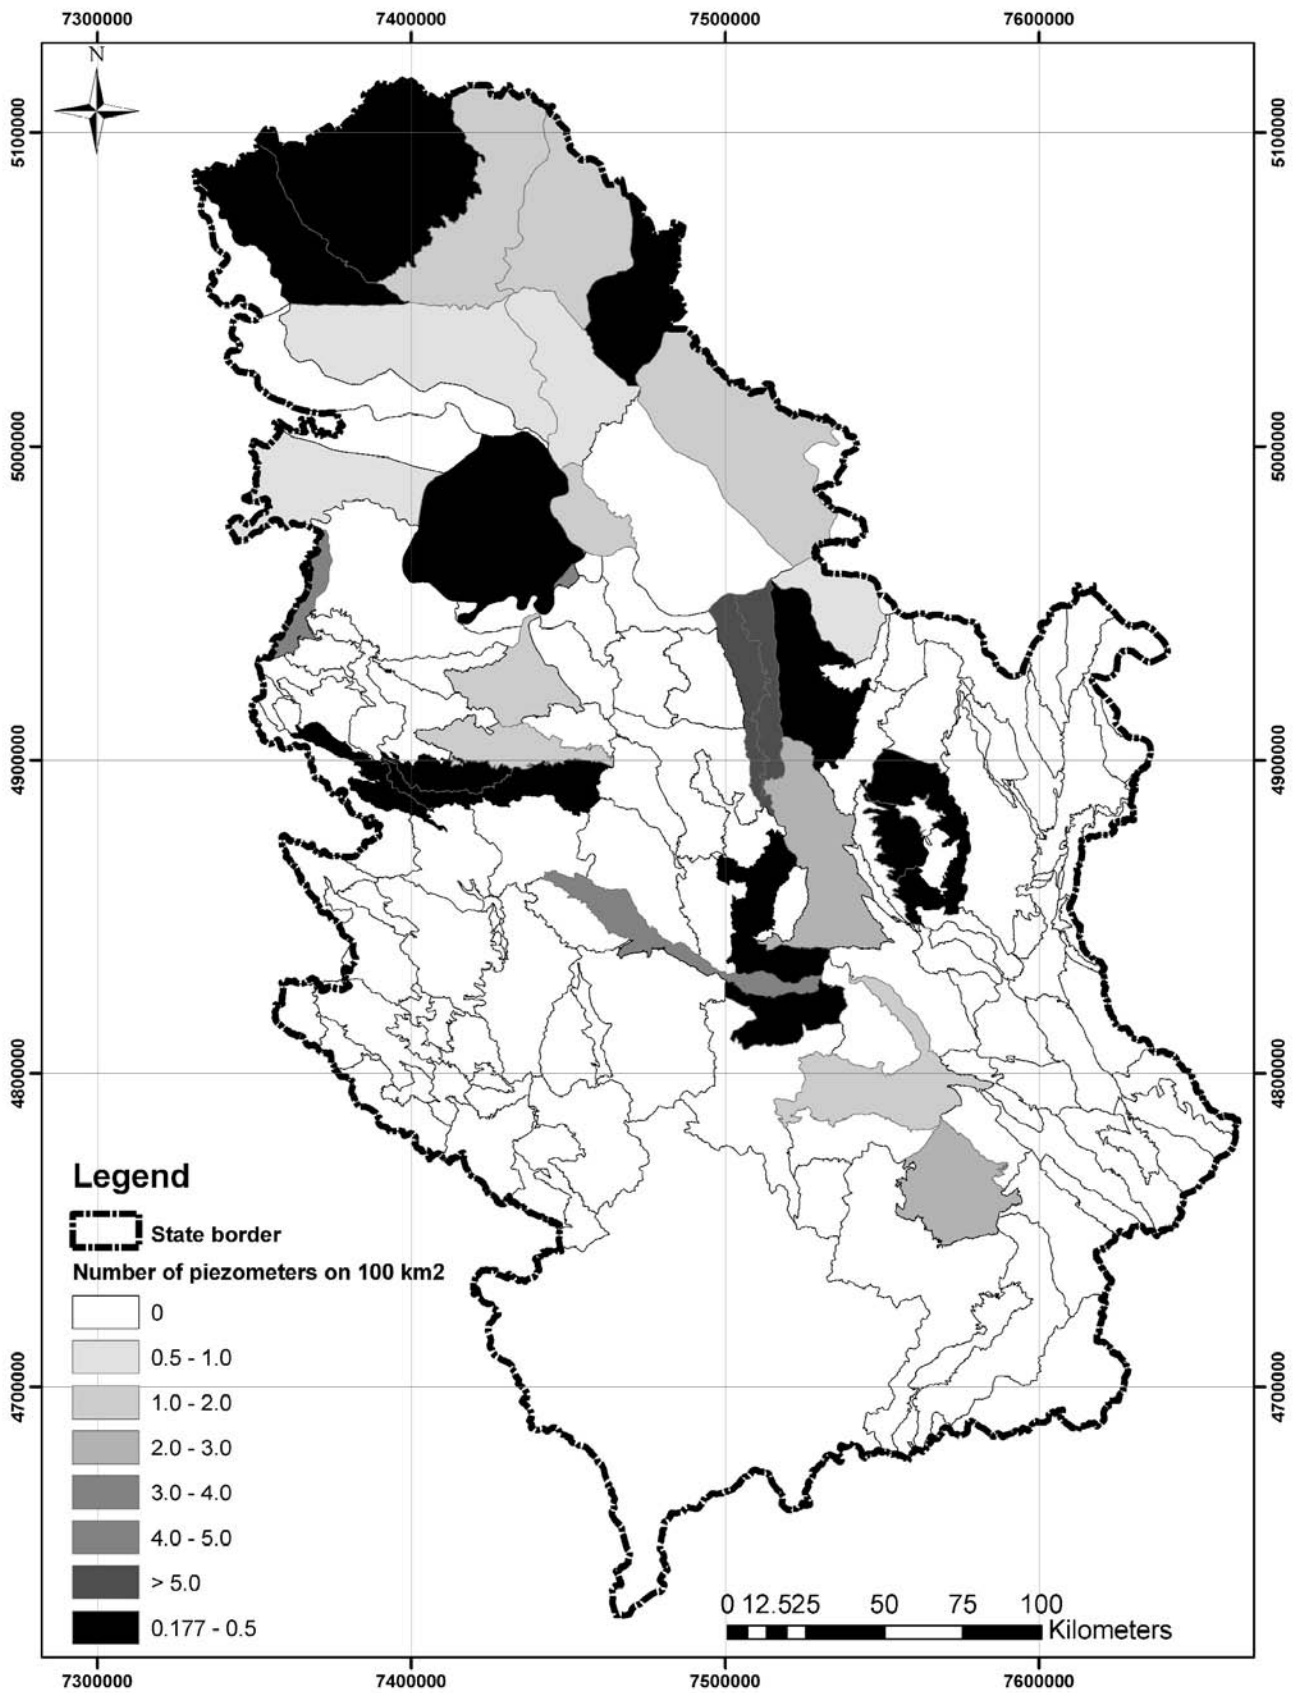 7300000 7400000 7500000 7600000
N
5100000 5100000
5000000 5000000
4900000 4900000
4800000 4800000
Legend
State border
Number of piezometers on 100 km2
0
0.5 - 1.0
1.0 - 2.0
4700000 4700000
2.0 - 3.0
3.0 - 4.0
4.0 - 5.0
> 5.0
0.177 - 0.5
0 12.525 50 75 100
Kilometers
7300000 7400000 7500000 7600000